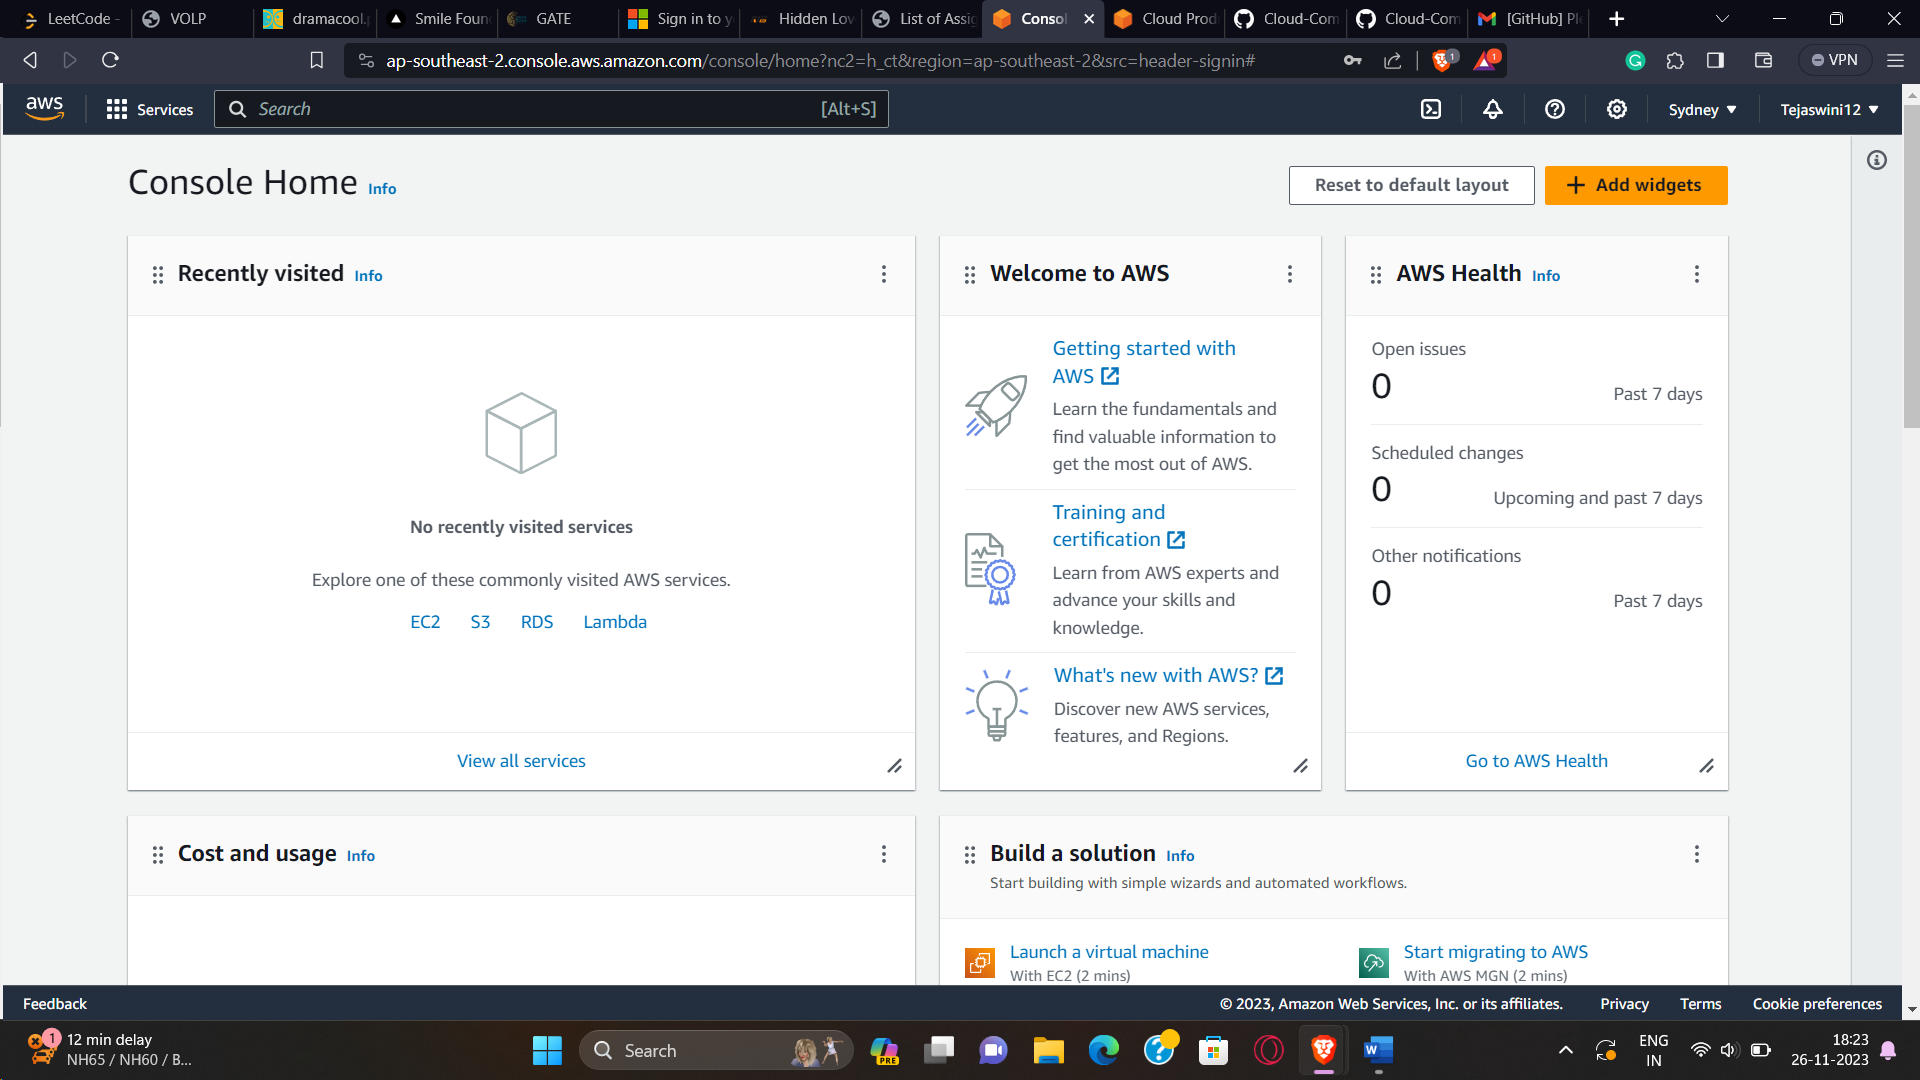 LeetCode -
VOLP
dramacool.
Smile Foun
GATE
Sign in to y
Hidden Lov
List of Assig
Consol
Cloud Prod
Cloud-Com
Cloud-Com
[GitHub] Pl
ap-southeast-2.console.aws.amazon.com/console/home?nc2=h_ct&region=ap-southeast-2&src=header-signin#
1
1
VPN
aws
Services
Search
[Alt+S]
Sydney
Tejaswini12
Console Home Info
Reset to default layout
Add widgets
Recently visited Info
No recently visited services
Explore one of these commonly visited AWS services.
EC2 S3 RDS Lambda
View all services
Welcome to AWS
Getting started with
AWS
Learn the fundamentals and
find valuable information to
get the most out of AWS.
Training and
certification
Learn from AWS experts and
advance your skills and
knowledge.
What's new with AWS?
Discover new AWS services,
features, and Regions.
AWS Health Info
Open issues
0
Past 7 days
Scheduled changes
0
Upcoming and past 7 days
Other notifications
0
Past 7 days
Go to AWS Health
Cost and usage Info
Build a solution Info
Start building with simple wizards and automated workflows.
Launch a virtual machine
With EC2 (2 mins)
Start migrating to AWS
With AWS MGN (2 mins)
Feedback
© 2023, Amazon Web Services, Inc. or its affiliates.
Privacy
Terms
Cookie preferences
1
12 min delay
NH65 / NH60 / B...
Search
PRE
ENG
IN
18:23
26-11-2023